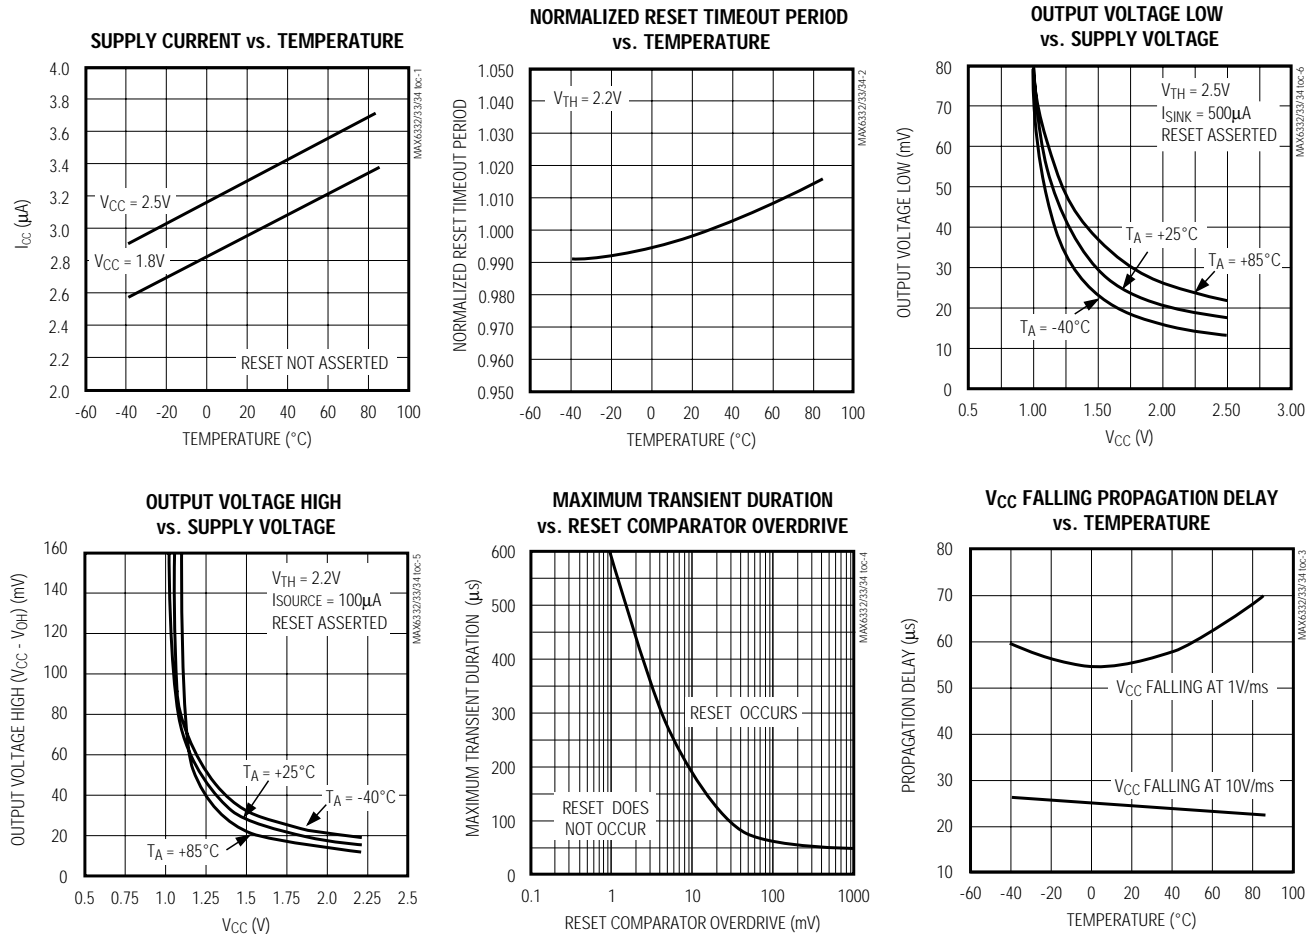 SUPPLY CURRENT vs. TEMPERATURE
4.0
3.8
3.6
3.4
3.2
3.0
2.8
2.6
2.4
2.2
2.0
ICC (µA)
VCC = 2.5V
VCC = 1.8V
RESET NOT ASSERTED
-60 -40 -20 0 20 40 60 80 100
TEMPERATURE (°C)
MAX6332/33/34 toc-1
NORMALIZED RESET TIMEOUT PERIOD
vs. TEMPERATURE
1.050
1.040
1.030
1.020
1.010
1.000
0.990
0.980
0.970
0.960
0.950
NORMALIZED RESET TIMEOUT PERIOD
VTH = 2.2V
-60 -40 -20 0 20 40 60 80 100
TEMPERATURE (°C)
MAX6332/33/34-2
OUTPUT VOLTAGE LOW
vs. SUPPLY VOLTAGE
80
70
60
50
40
30
20
10
0
OUTPUT VOLTAGE LOW (mV)
VTH = 2.5V
ISINK = 500µA
RESET ASSERTED
TA = +25°C
TA = +85°C
TA = -40°C
0.5 1.00 1.50 2.00 2.50 3.00
VCC (V)
MAX6332/33/34 toc-6
OUTPUT VOLTAGE HIGH
vs. SUPPLY VOLTAGE
160
140
120
100
80
60
40
20
0
OUTPUT VOLTAGE HIGH (VCC - VOH) (mV)
VTH = 2.2V
ISOURCE = 100µA
RESET ASSERTED
TA = +25°C
TA = -40°C
TA = +85°C
0.5 0.75 1.0 1.25 1.5 1.75 2.0 2.25 2.5
VCC (V)
MAX6332/33/34 toc-5
MAXIMUM TRANSIENT DURATION
vs. RESET COMPARATOR OVERDRIVE
600
500
400
300
200
100
0
MAXIMUM TRANSIENT DURATION (µs)
RESET OCCURS
RESET DOES
NOT OCCUR
0.1 1 10 100 1000
RESET COMPARATOR OVERDRIVE (mV)
MAX6332/33/34 toc-4
VCC FALLING PROPAGATION DELAY
vs. TEMPERATURE
80
70
60
50
40
30
20
10
PROPAGATION DELAY (µs)
VCC FALLING AT 1V/ms
VCC FALLING AT 10V/ms
-60 -40 -20 0 20 40 60 80 100
TEMPERATURE (°C)
MAX6332/33/34 toc-3